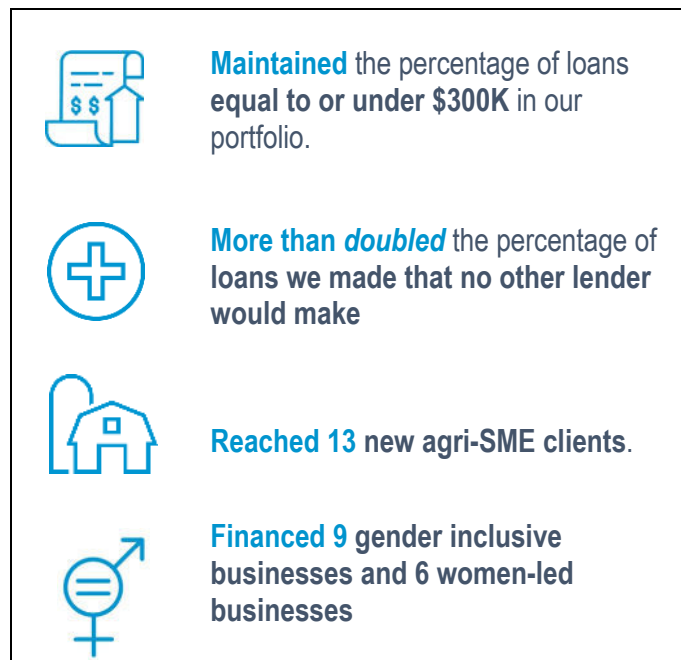 Maintained the percentage of loans
equal to or under $300K in our
portfolio.
$ $
More than doubled the percentage of
loans we made that no other lender
would make
Reached 13 new agri-SME clients.
Financed 9 gender inclusive
businesses and 6 women-led
businesses